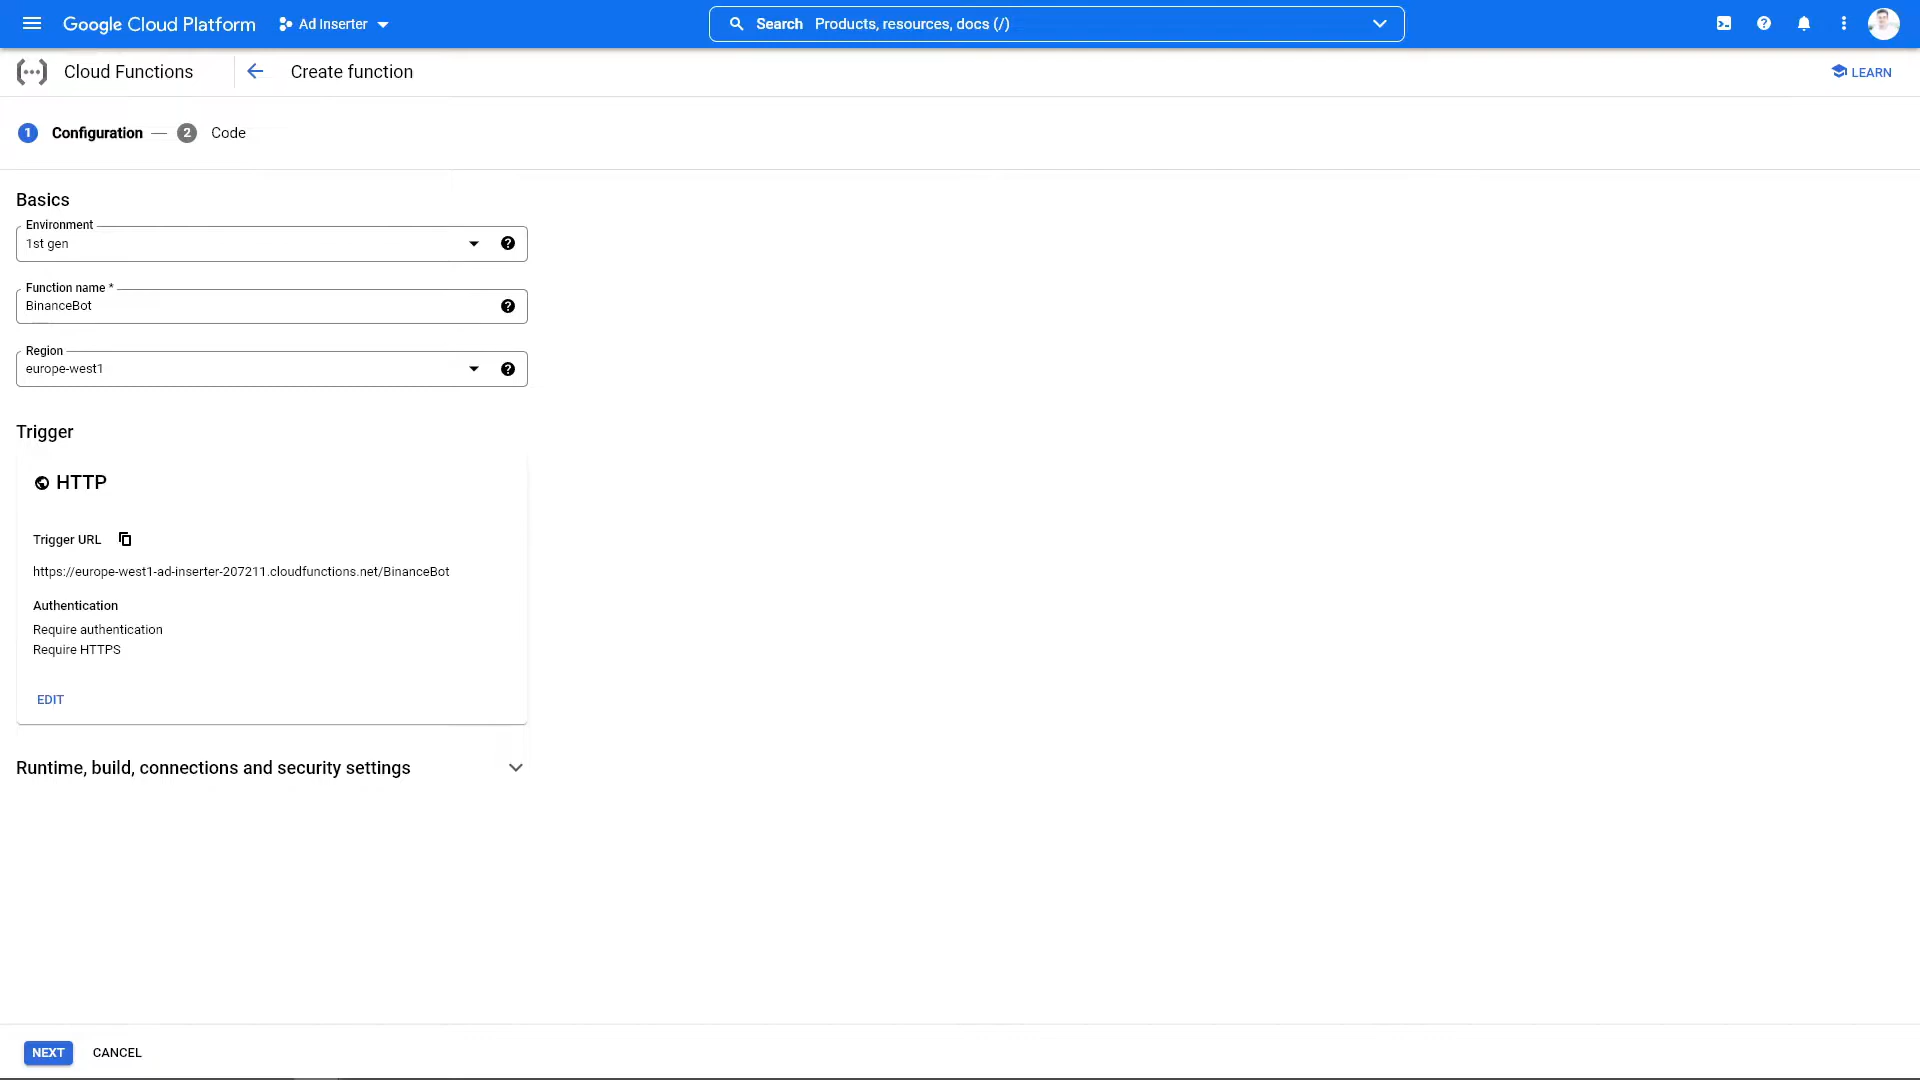 Google Cloud Platform
Ad Inserter
Search Products, resources, docs (/)
Cloud Functions
Create function
LEARN
1 Configuration — 2 Code
Basics
Environment
1st gen
Function name *
BinanceBot
Region
europe-west1
Trigger
HTTP
Trigger URL
https://europe-west1-ad-inserter-207211.cloudfunctions.net/BinanceBot
Authentication
Require authentication
Require HTTPS
EDIT
Runtime, build, connections and security settings
NEXT
CANCEL